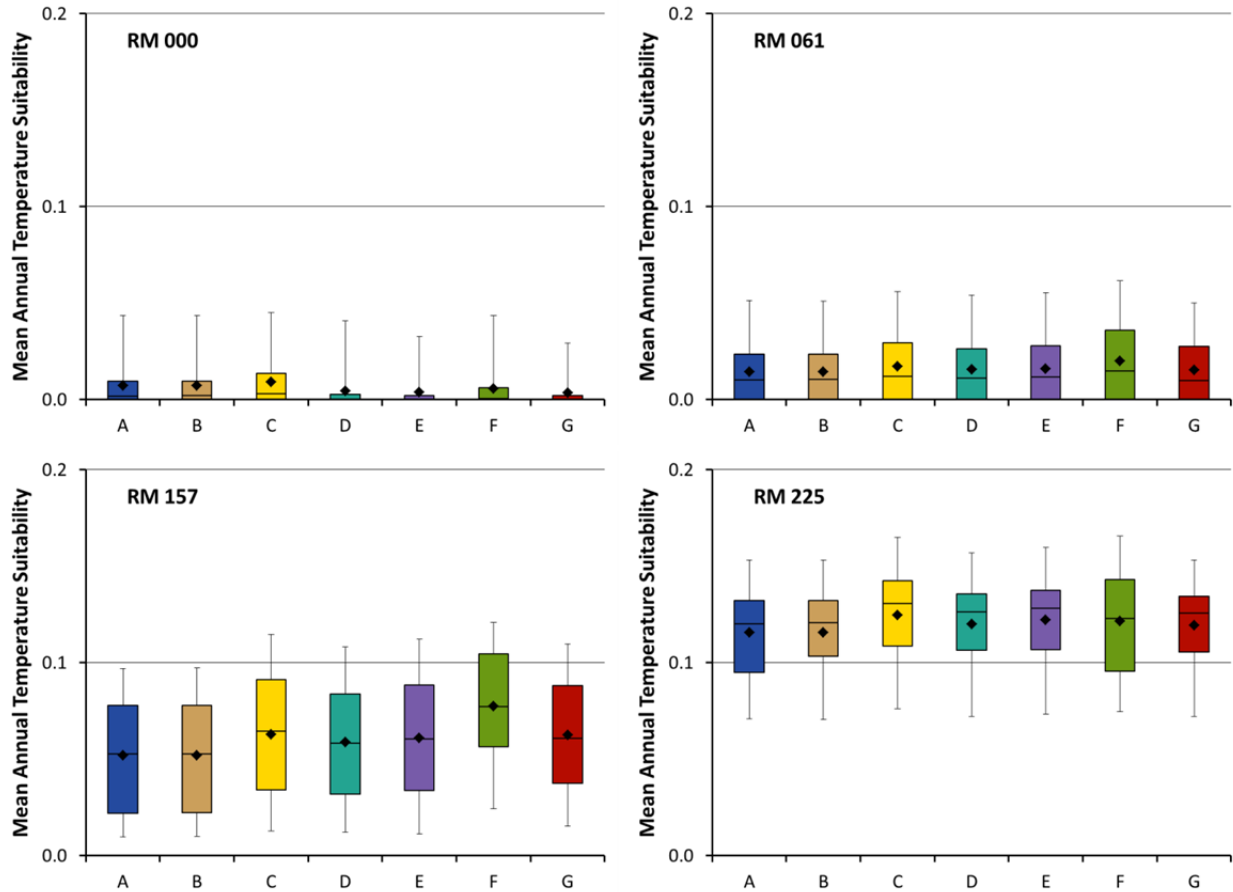 Mean Annual Temperature Suitability
RM 000
0.2
0.1
0.0
A B C D E F G
Mean Annual Temperature Suitability
RM 061
0.2
0.1
0.0
A B C D E F G
Mean Annual Temperature Suitability
RM 157
0.2
0.1
0.0
A B C D E F G
Mean Annual Temperature Suitability
RM 225
0.2
0.1
0.0
A B C D E F G